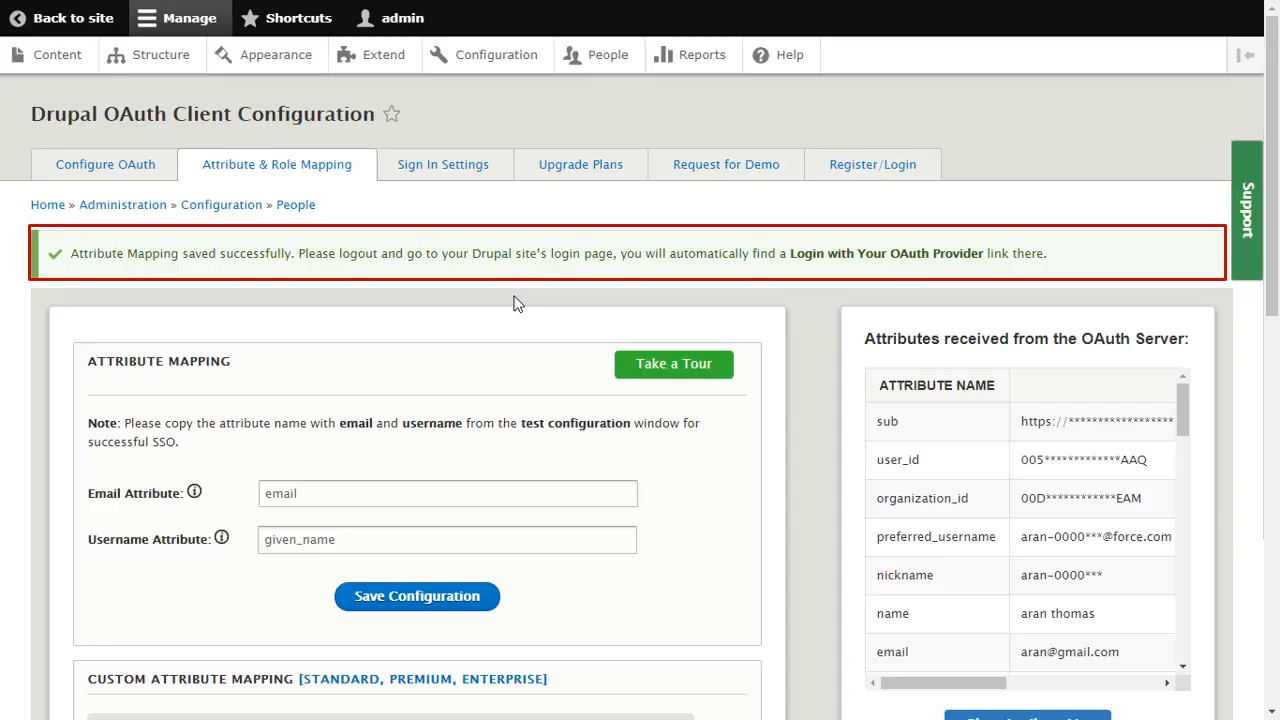 Back to site Manage Shortcuts admin
Content Structure Appearance Extend Configuration People Reports Help
Drupal OAuth Client Configuration
Configure OAuth Attribute & Role Mapping Sign In Settings Upgrade Plans Request for Demo Register/Login
Support
Home » Administration » Configuration » People
Attribute Mapping saved successfully. Please logout and go to your Drupal site's login page, you will automatically find a Login with Your OAuth Provider link there.
ATTRIBUTE MAPPING
Take a Tour
Note: Please copy the attribute name with email and username from the test configuration window for
successful SSO.
Email Attribute: email
Username Attribute: given_name
Save Configuration
CUSTOM ATTRIBUTE MAPPING [STANDARD, PREMIUM, ENTERPRISE]
Attributes received from the OAuth Server:
ATTRIBUTE NAME
sub https://******************
user_id 005*************AAQ
organization_id 00D************EAM
preferred_username aran-0000***@force.com
nickname aran-0000***
name aran thomas
email aran@gmail.com